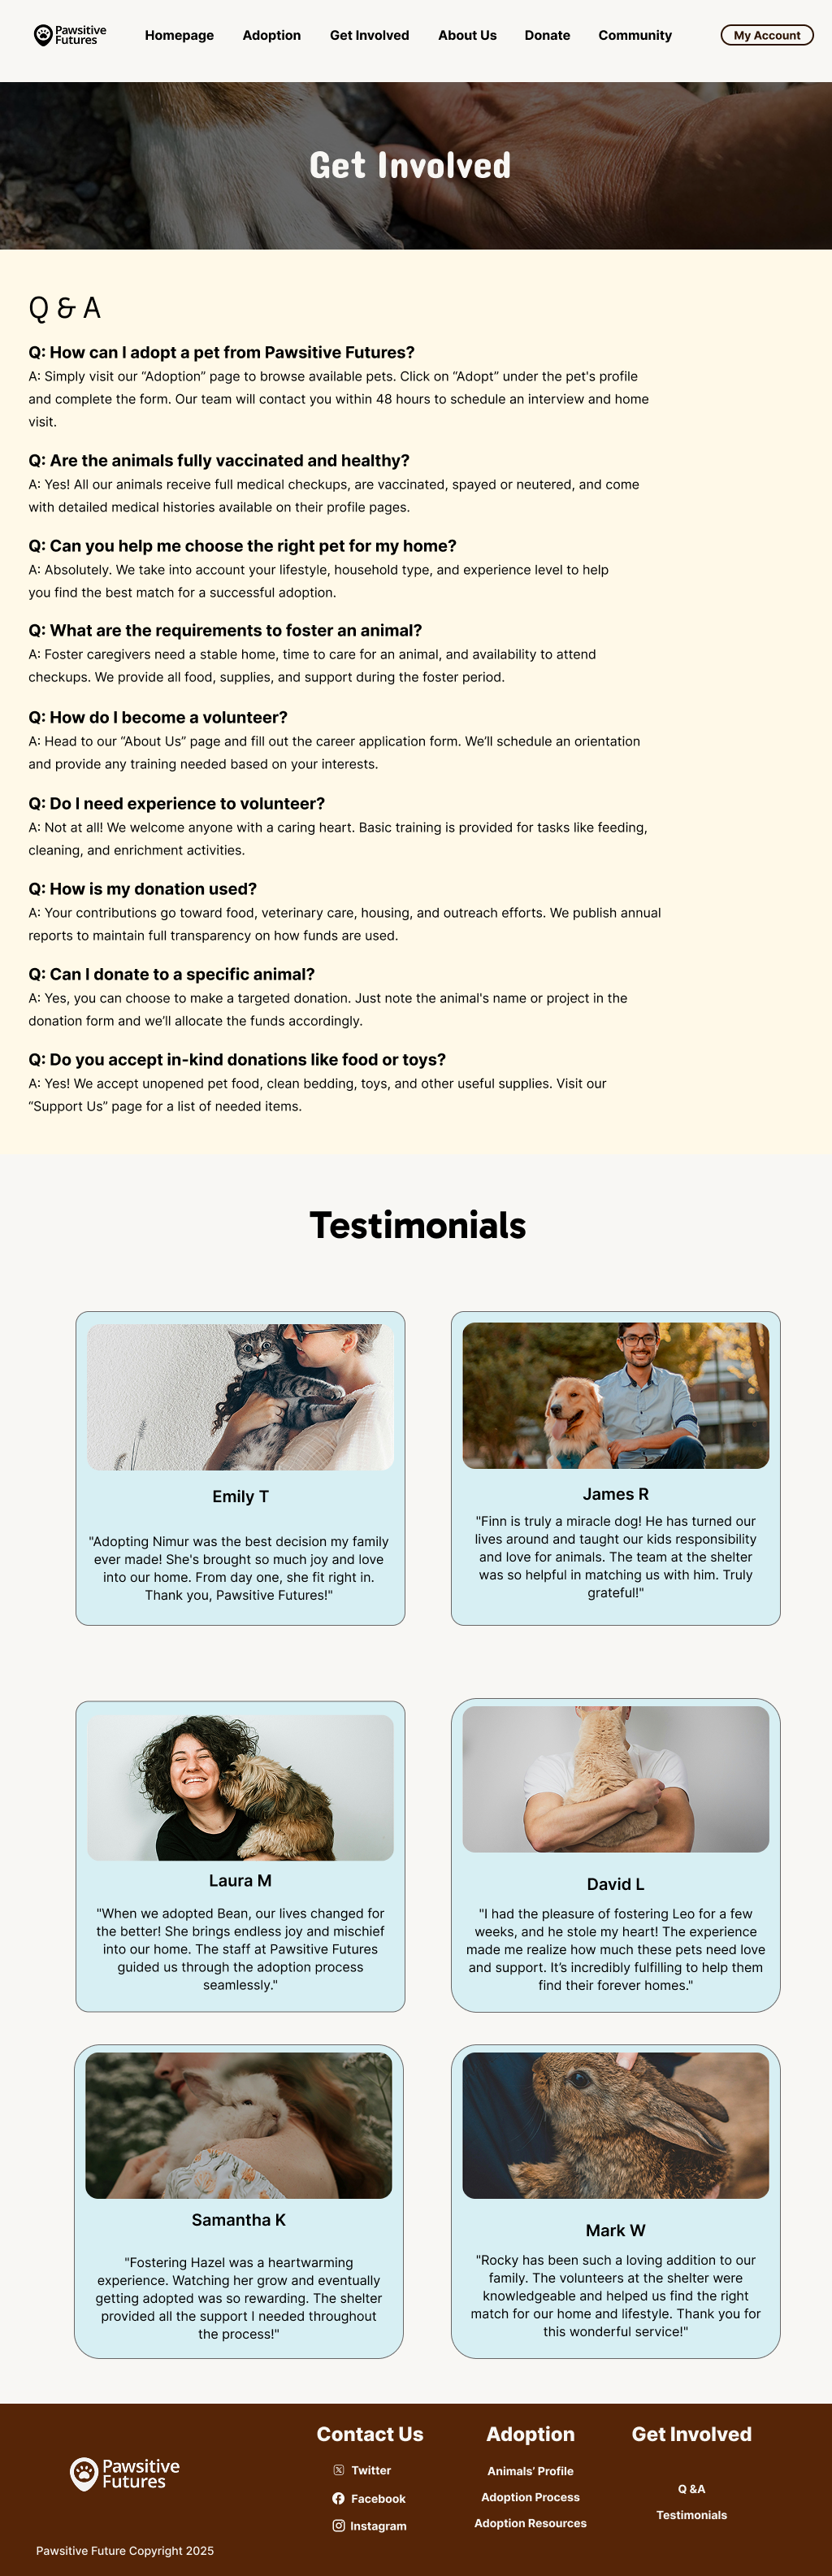 Pawsitive
Futures
Homepage
Adoption
Get Involved
About Us
Donate
Community
My Account
Get Involved
Q & A
Q: How can I adopt a pet from Pawsitive Futures?
A: Simply visit our “Adoption” page to browse available pets. Click on “Adopt” under the pet's profile
and complete the form. Our team will contact you within 48 hours to schedule an interview and home
visit.
Q: Are the animals fully vaccinated and healthy?
A: Yes! All our animals receive full medical checkups, are vaccinated, spayed or neutered, and come
with detailed medical histories available on their profile pages.
Q: Can you help me choose the right pet for my home?
A: Absolutely. We take into account your lifestyle, household type, and experience level to help
you find the best match for a successful adoption.
Q: What are the requirements to foster an animal?
A: Foster caregivers need a stable home, time to care for an animal, and availability to attend
checkups. We provide all food, supplies, and support during the foster period.
Q: How do I become a volunteer?
A: Head to our “About Us” page and fill out the career application form. We’ll schedule an orientation
and provide any training needed based on your interests.
Q: Do I need experience to volunteer?
A: Not at all! We welcome anyone with a caring heart. Basic training is provided for tasks like feeding,
cleaning, and enrichment activities.
Q: How is my donation used?
A: Your contributions go toward food, veterinary care, housing, and outreach efforts. We publish annual
reports to maintain full transparency on how funds are used.
Q: Can I donate to a specific animal?
A: Yes, you can choose to make a targeted donation. Just note the animal's name or project in the
donation form and we’ll allocate the funds accordingly.
Q: Do you accept in-kind donations like food or toys?
A: Yes! We accept unopened pet food, clean bedding, toys, and other useful supplies. Visit our
“Support Us” page for a list of needed items.
Testimonials
Emily T
"Adopting Nimur was the best decision my family
ever made! She's brought so much joy and love
into our home. From day one, she fit right in.
Thank you, Pawsitive Futures!"
James R
"Finn is truly a miracle dog! He has turned our
lives around and taught our kids responsibility
and love for animals. The team at the shelter
was so helpful in matching us with him. Truly
grateful!"
Laura M
"When we adopted Bean, our lives changed for
the better! She brings endless joy and mischief
into our home. The staff at Pawsitive Futures
guided us through the adoption process
seamlessly."
David L
"I had the pleasure of fostering Leo for a few
weeks, and he stole my heart! The experience
made me realize how much these pets need love
and support. It’s incredibly fulfilling to help them
find their forever homes."
Samantha K
"Fostering Hazel was a heartwarming
experience. Watching her grow and eventually
getting adopted was so rewarding. The shelter
provided all the support I needed throughout
the process!"
Mark W
"Rocky has been such a loving addition to our
family. The volunteers at the shelter were
knowledgeable and helped us find the right
match for our home and lifestyle. Thank you for
this wonderful service!"
Pawsitive
Futures
Pawsitive Future Copyright 2025
Contact Us
Twitter
Facebook
Instagram
Adoption
Animals’ Profile
Adoption Process
Adoption Resources
Get Involved
Q &A
Testimonials